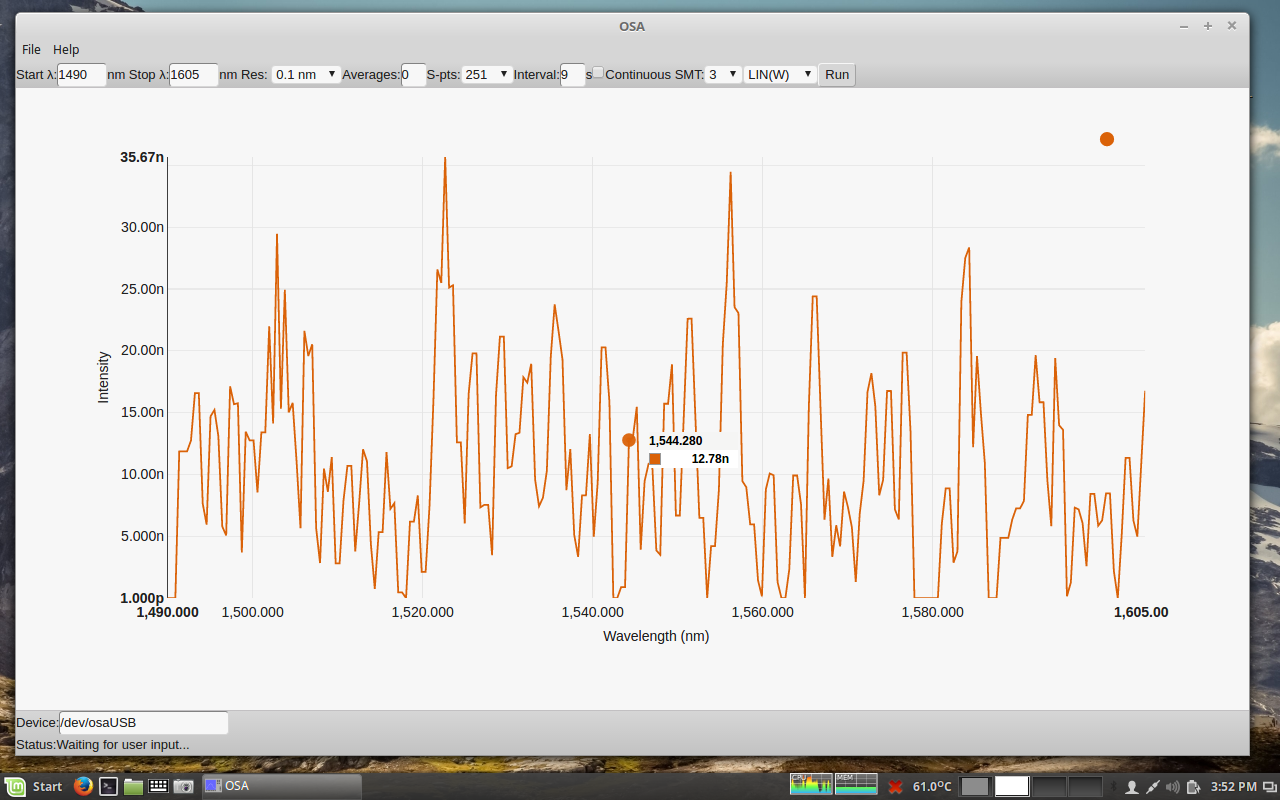 OSA
File Help
Start λ: 1490 nm Stop λ: 1605 nm Res: 0.1 nm Averages: 0 S-pts: 251 Interval: 9 s Continuous SMT: 3 LIN(W) Run
35.67n
30.00n
25.00n
20.00n
15.00n
10.00n
5.000n
1.000p
Intensity
1,544.280
12.78n
1,490.000 1,500.000 1,520.000 1,540.000 1,560.000 1,580.000 1,605.00
Wavelength (nm)
Device: /dev/osaUSB
Status:Waiting for user input...
Start OSA CPU MEM 61.0°C 3:52 PM